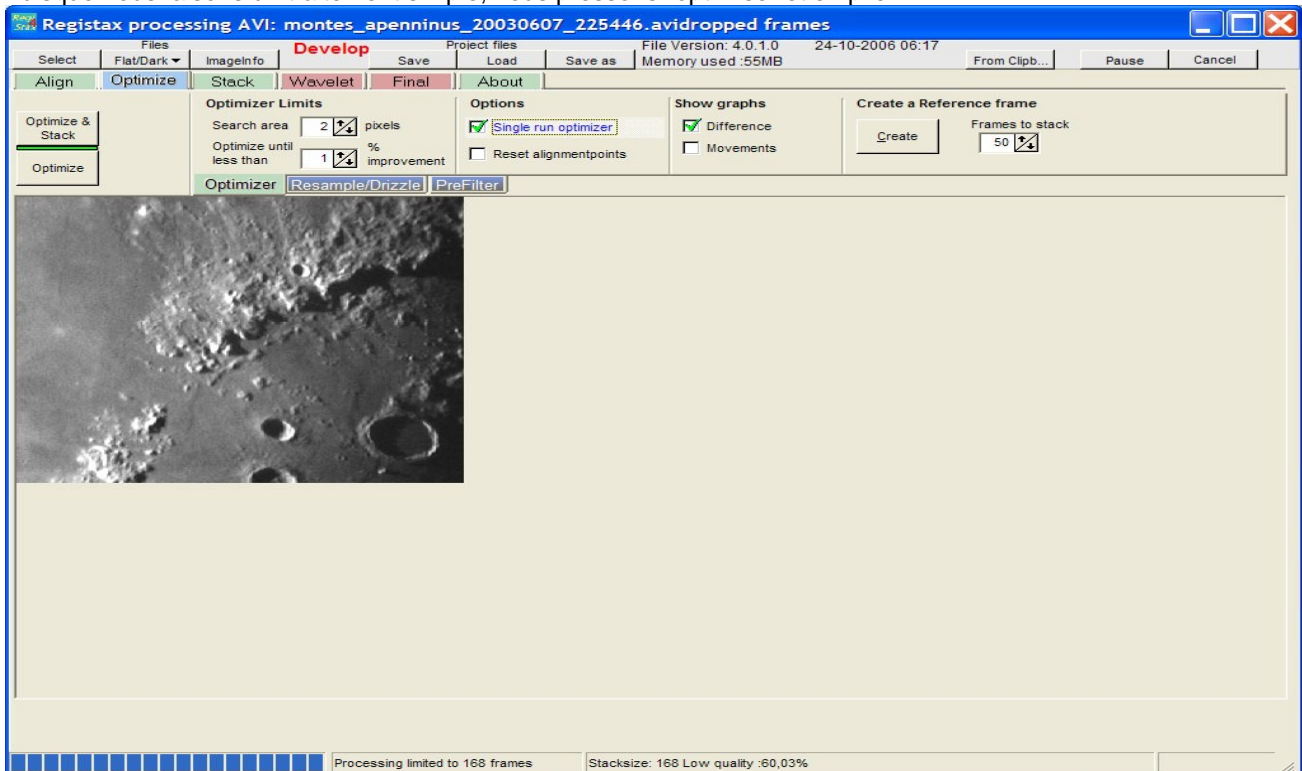 Registax processing AVI: montes_apenninus_20030607_225446.avidropped frames
Files Develop Project files File Version: 4.0.1.0 24-10-2006 06:17
Select Flat/Dark ImageInfo Save Load Save as Memory used :55MB From Clipb... Pause Cancel
Align Optimize Stack Wavelet Final About
Optimizer Limits Options Show graphs Create a Reference frame
Optimize & Stack
Search area 2 pixels
Single run optimizer
Difference
Create
Frames to stack
50
Optimize until less than 1 % improvement
Reset alignmentpoints
Movements
Optimize
Optimizer Resample/Drizzle PreFilter
Processing limited to 168 frames Stacksize: 168 Low quality :60,03%